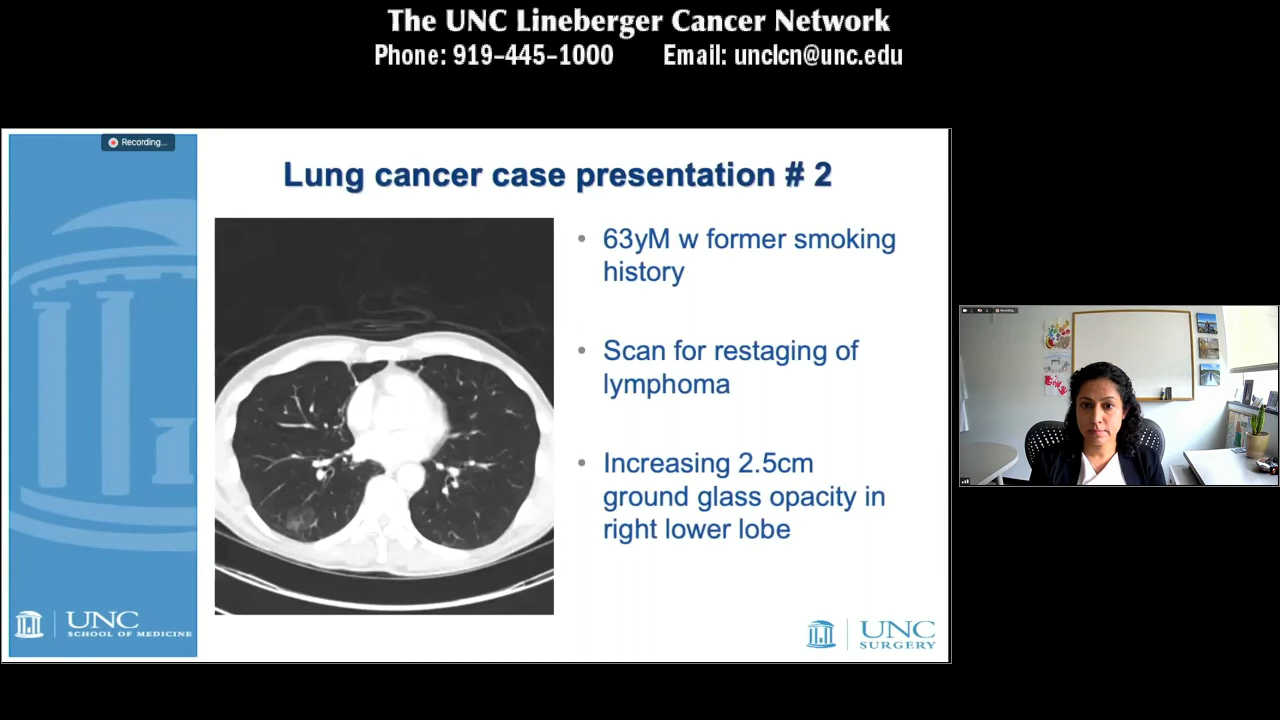 The UNC Lineberger Cancer Network
Phone: 919-445-1000 Email: unclcn@unc.edu
Recording...
Lung cancer case presentation # 2
• 63yM w former smoking
history
• Scan for restaging of
lymphoma
• Increasing 2.5cm
ground glass opacity in
right lower lobe
UNC
SCHOOL OF MEDICINE
UNC
SURGERY
Recording...